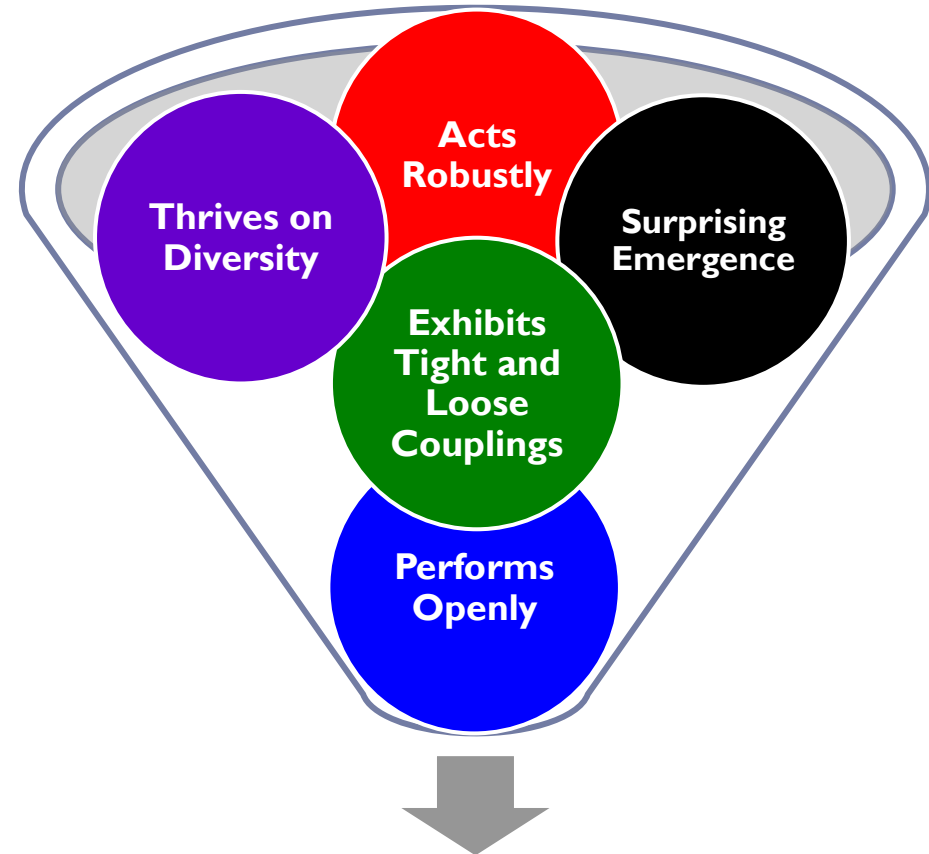 Acts
Robustly
Thrives on
Diversity
Surprising
Emergence
Exhibits
Tight and
Loose
Couplings
Performs
Openly